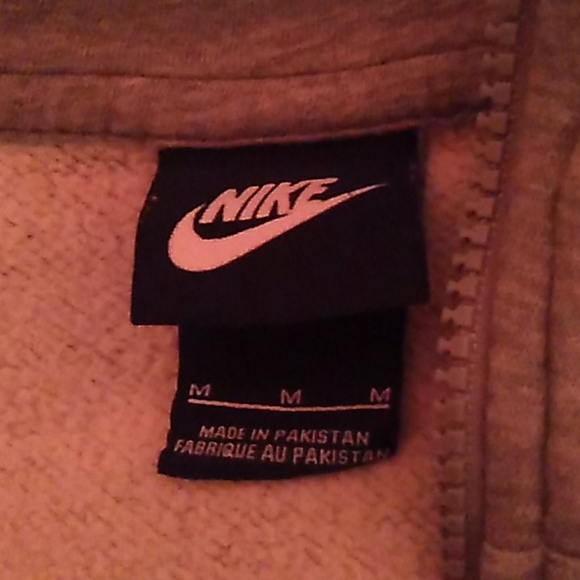 NIKE
M M M
MADE IN PAKISTAN
FABRIQUE AU PAKISTAN